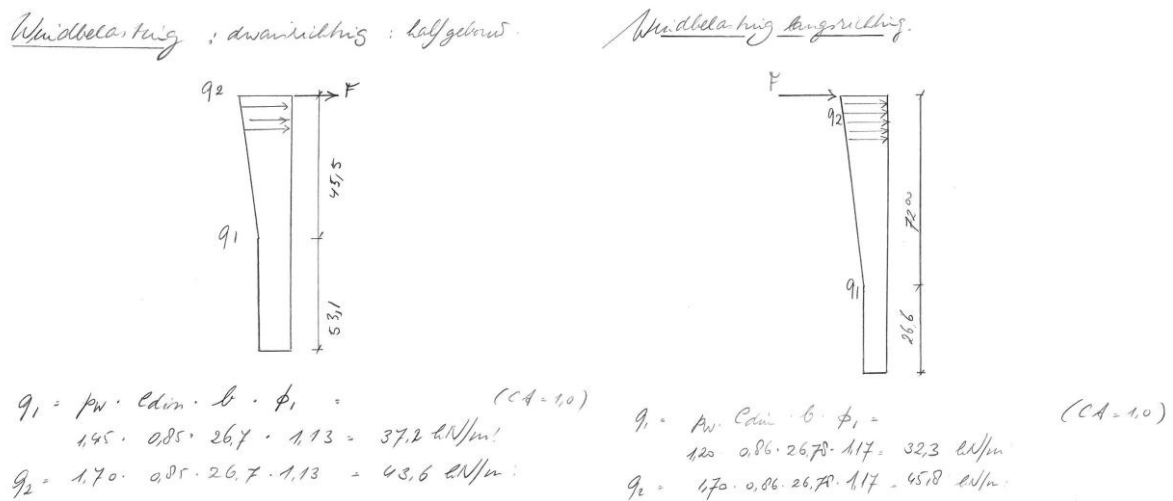 Windbelasting : dwarsrichting : half gebouw.
q2
F
45,5
q1
53,1
q1 = pw · Cdim · b · ϕ1 = (CA = 1,0)
1,45 · 0,85 · 26,7 · 1,13 = 37,2 kN/m'
q2 = 1,70 · 0,85 · 26,7 · 1,13 = 43,6 kN/m'
Windbelasting langsrichting.
F
q2
72,00
q1
26,6
q1 = pw · Cdim · b · ϕ1 = (CA = 1,0)
1,20 · 0,86 · 26,78 · 1,17 = 32,3 kN/m
q2 = 1,70 · 0,86 · 26,78 · 1,17 = 45,8 kN/m